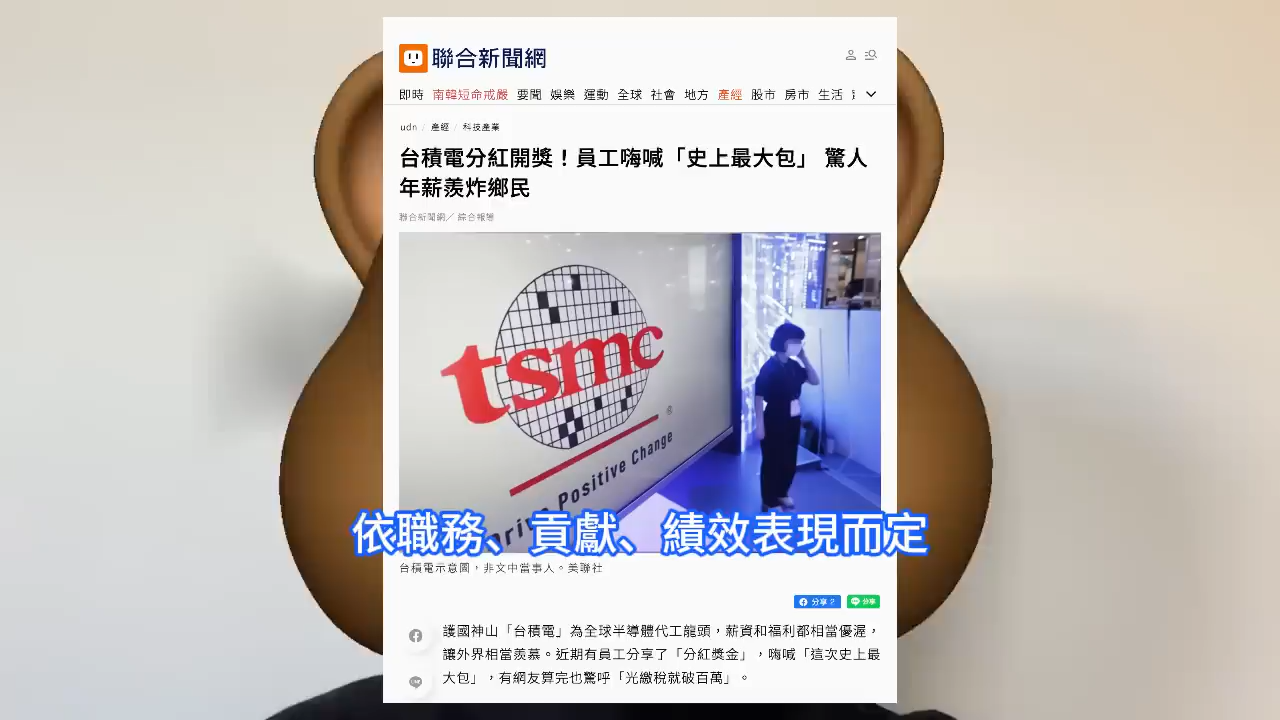 聯合新聞網
即時 南韓短命戒嚴 要聞 娛樂 運動 全球 社會 地方 產經 股市 房市 生活
udn / 產經 / 科技產業
台積電分紅開獎！員工嗨喊「史上最大包」 驚人
年薪羨炸鄉民
聯合新聞網／ 綜合報導
tsmc
®
Drive Positive Change
依職務、貢獻、績效表現而定
台積電示意圖，非文中當事人。美聯社
分享 2
分享
護國神山「台積電」為全球半導體代工龍頭，薪資和福利都相當優渥，
讓外界相當羨慕。近期有員工分享了「分紅獎金」，嗨喊「這次史上最
大包」，有網友算完也驚呼「光繳稅就破百萬」。